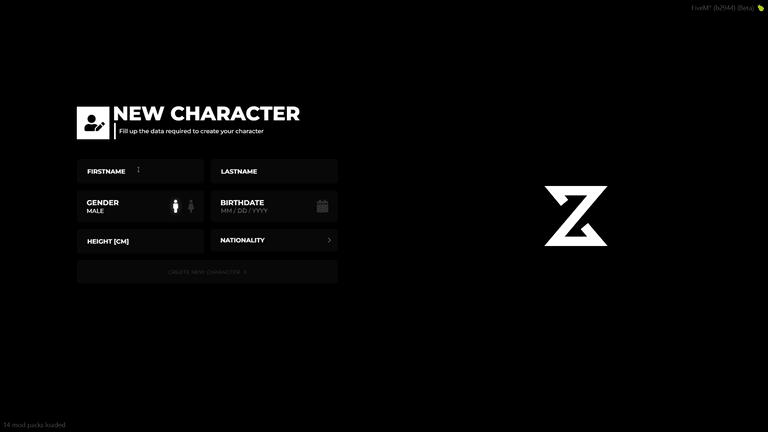 FiveM® (b2944) (Beta)
NEW CHARACTER
Fill up the data required to create your character
FIRSTNAME
LASTNAME
GENDER
MALE
BIRTHDATE
MM / DD / YYYY
HEIGHT [CM]
NATIONALITY
CREATE NEW CHARACTER
14 mod packs loaded